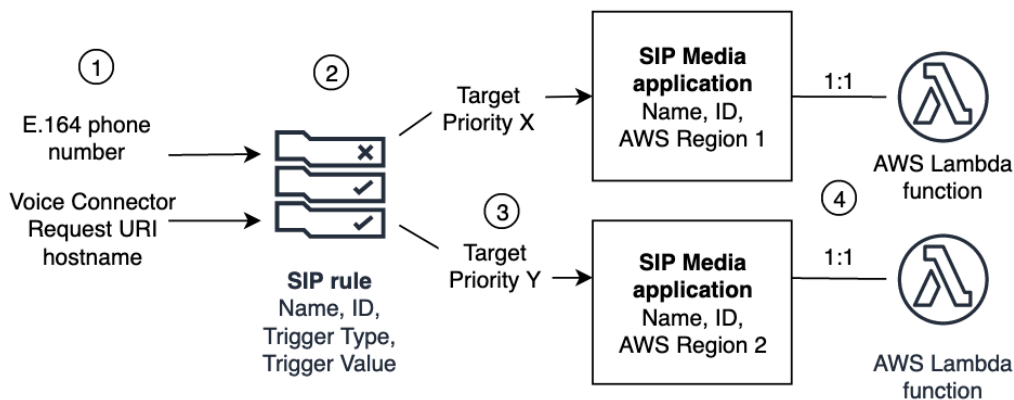 1
E.164 phone
number
Voice Connector
Request URI
hostname
2
SIP rule
Name, ID,
Trigger Type,
Trigger Value
Target
Priority X
3
Target
Priority Y
SIP Media
application
Name, ID,
AWS Region 1
SIP Media
application
Name, ID,
AWS Region 2
1:1
AWS Lambda
function
4
1:1
AWS Lambda
function